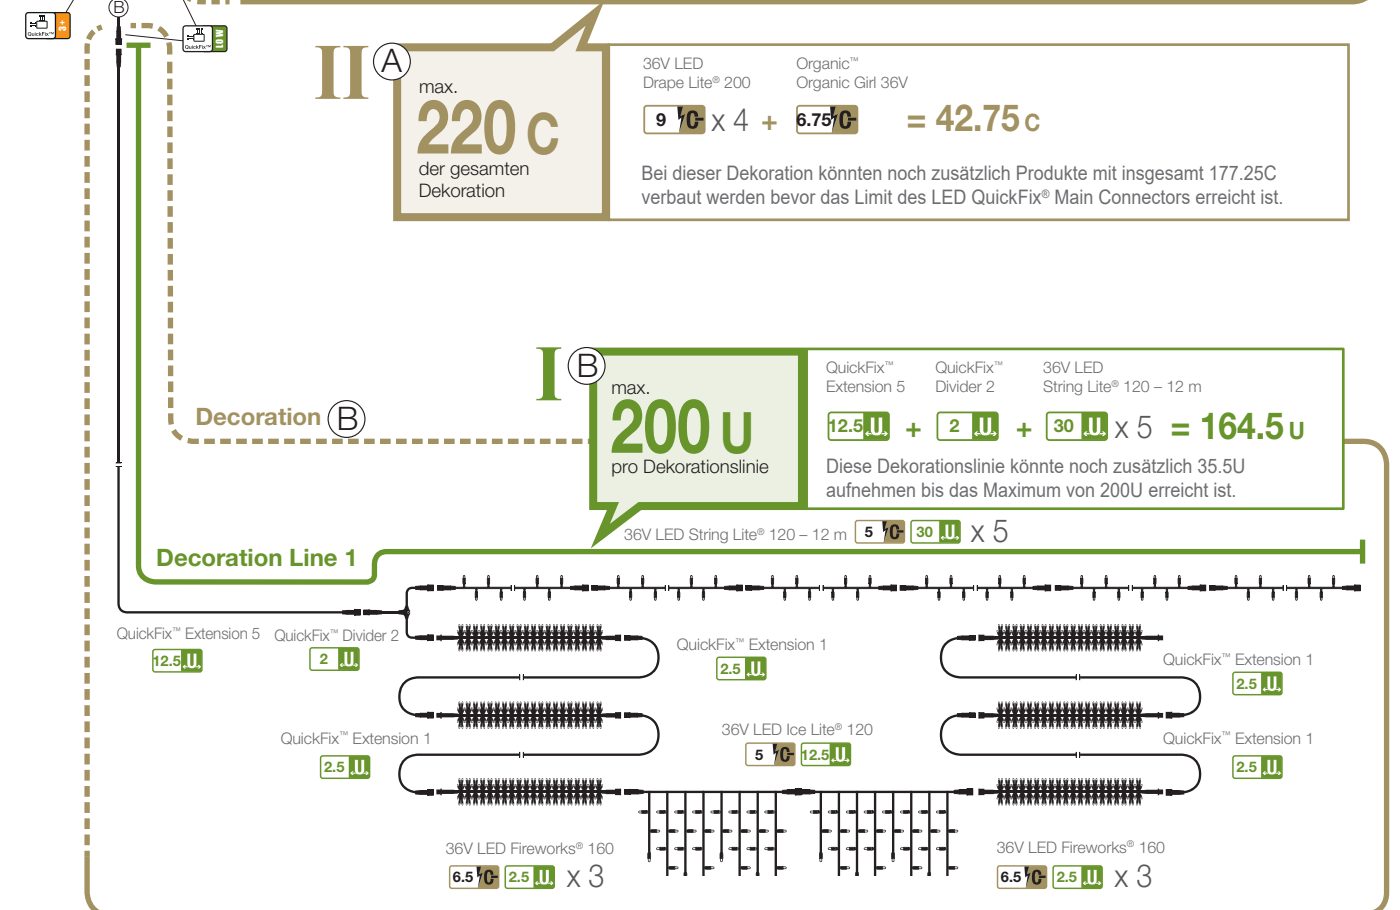 B
QuickFix™ 3+
QuickFix™ LOW
II A
max.
220 C
der gesamten
Dekoration
36V LED
Drape Lite® 200
Organic™
Organic Girl 36V
9 C x 4 + 6.75 C = 42.75 C
Bei dieser Dekoration könnten noch zusätzlich Produkte mit insgesamt 177.25C
verbaut werden bevor das Limit des LED QuickFix® Main Connectors erreicht ist.
Decoration B
I B
max.
200 U
pro Dekorationslinie
QuickFix™
Extension 5
QuickFix™
Divider 2
36V LED
String Lite® 120 – 12 m
12.5 U + 2 U + 30 U x 5 = 164.5 U
Diese Dekorationslinie könnte noch zusätzlich 35.5U
aufnehmen bis das Maximum von 200U erreicht ist.
36V LED String Lite® 120 – 12 m 5 C 30 U x 5
Decoration Line 1
QuickFix™ Extension 5
12.5 U
QuickFix™ Divider 2
2 U
QuickFix™ Extension 1
2.5 U
QuickFix™ Extension 1
2.5 U
QuickFix™ Extension 1
2.5 U
36V LED Ice Lite® 120
5 C 12.5 U
QuickFix™ Extension 1
2.5 U
36V LED Fireworks® 160
6.5 C 2.5 U x 3
36V LED Fireworks® 160
6.5 C 2.5 U x 3